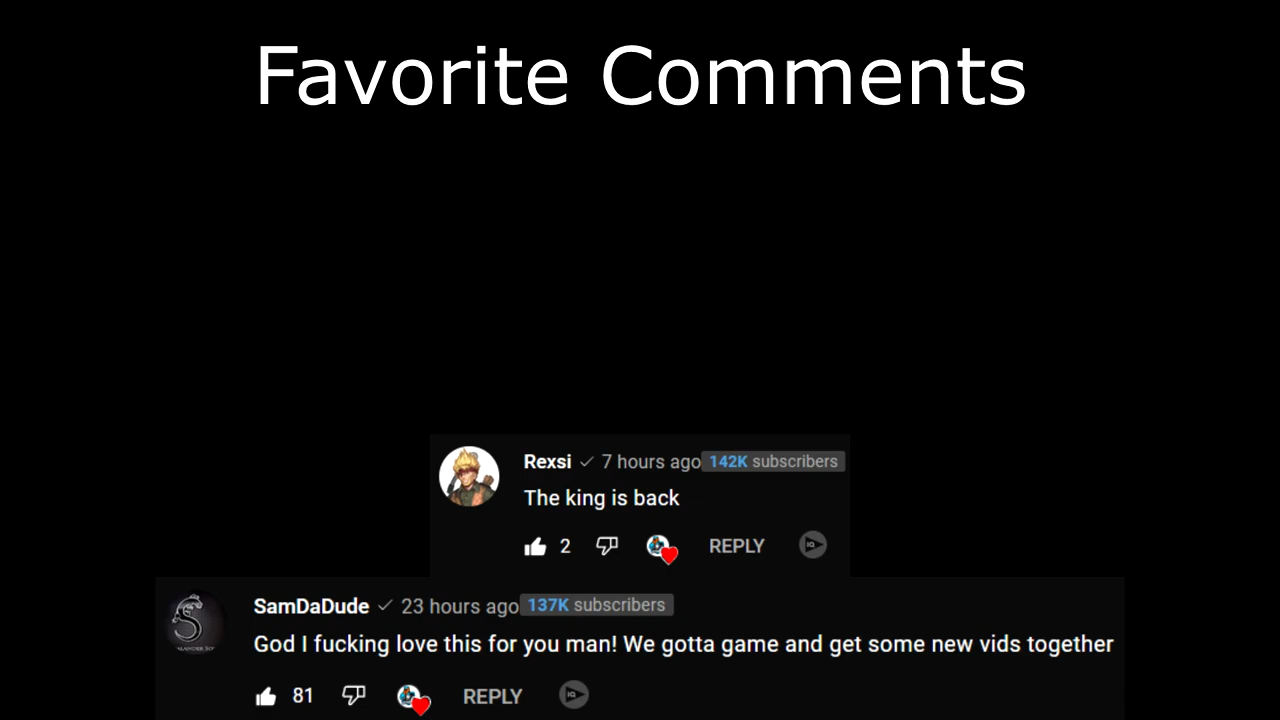 Favorite Comments
Rexsi 7 hours ago 142K subscribers
The king is back
2 REPLY IQ
SamDaDude 23 hours ago 137K subscribers
God I fucking love this for you man! We gotta game and get some new vids together
81 REPLY IQ